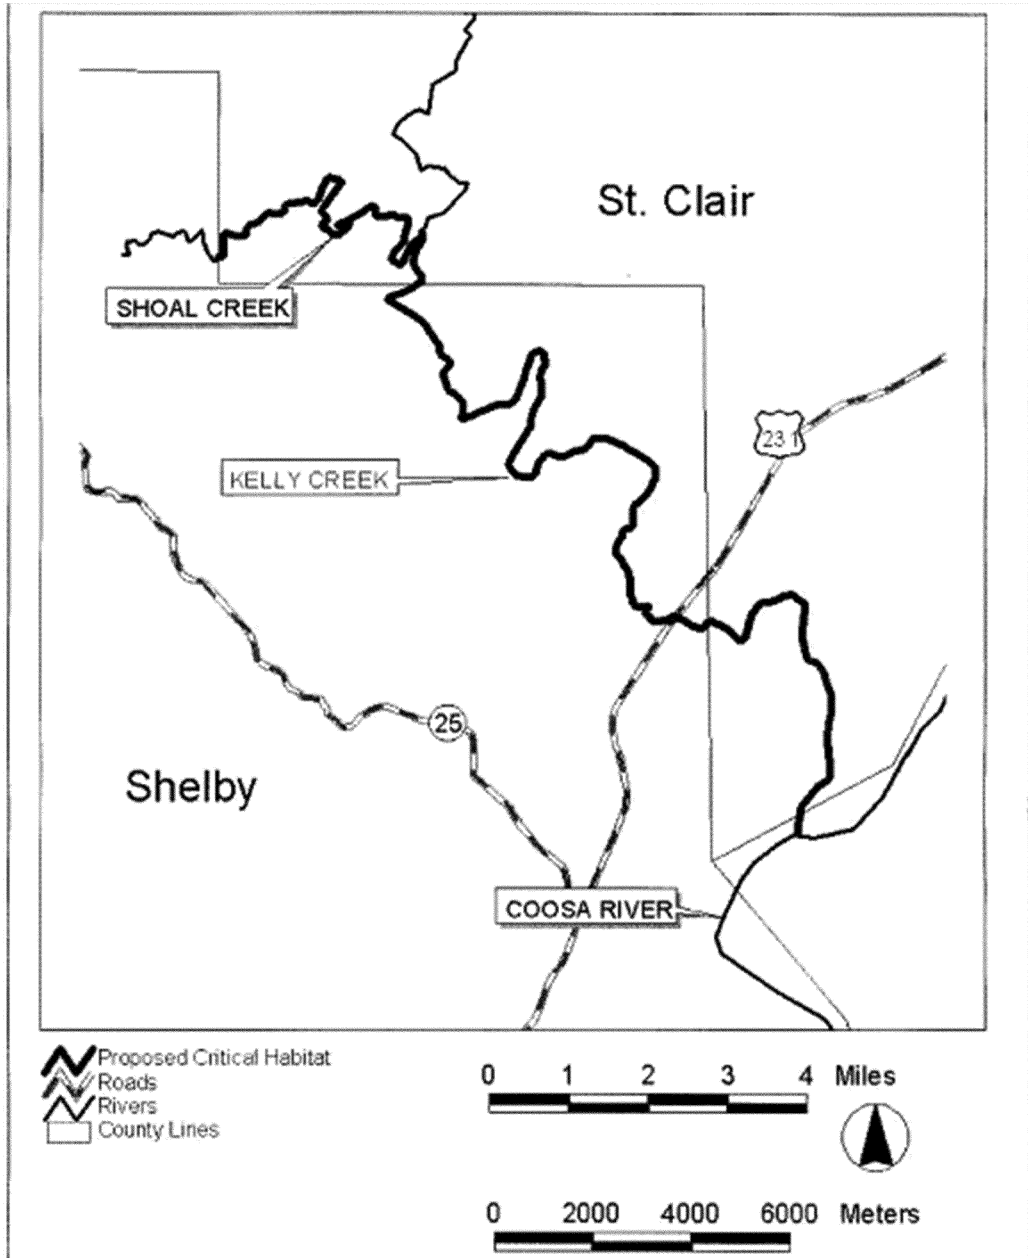 St. Clair
SHOAL CREEK
231
KELLY CREEK
25
Shelby
COOSA RIVER
Proposed Critical Habitat
Roads
Rivers
County Lines
0 1 2 3 4 Miles
0 2000 4000 6000 Meters